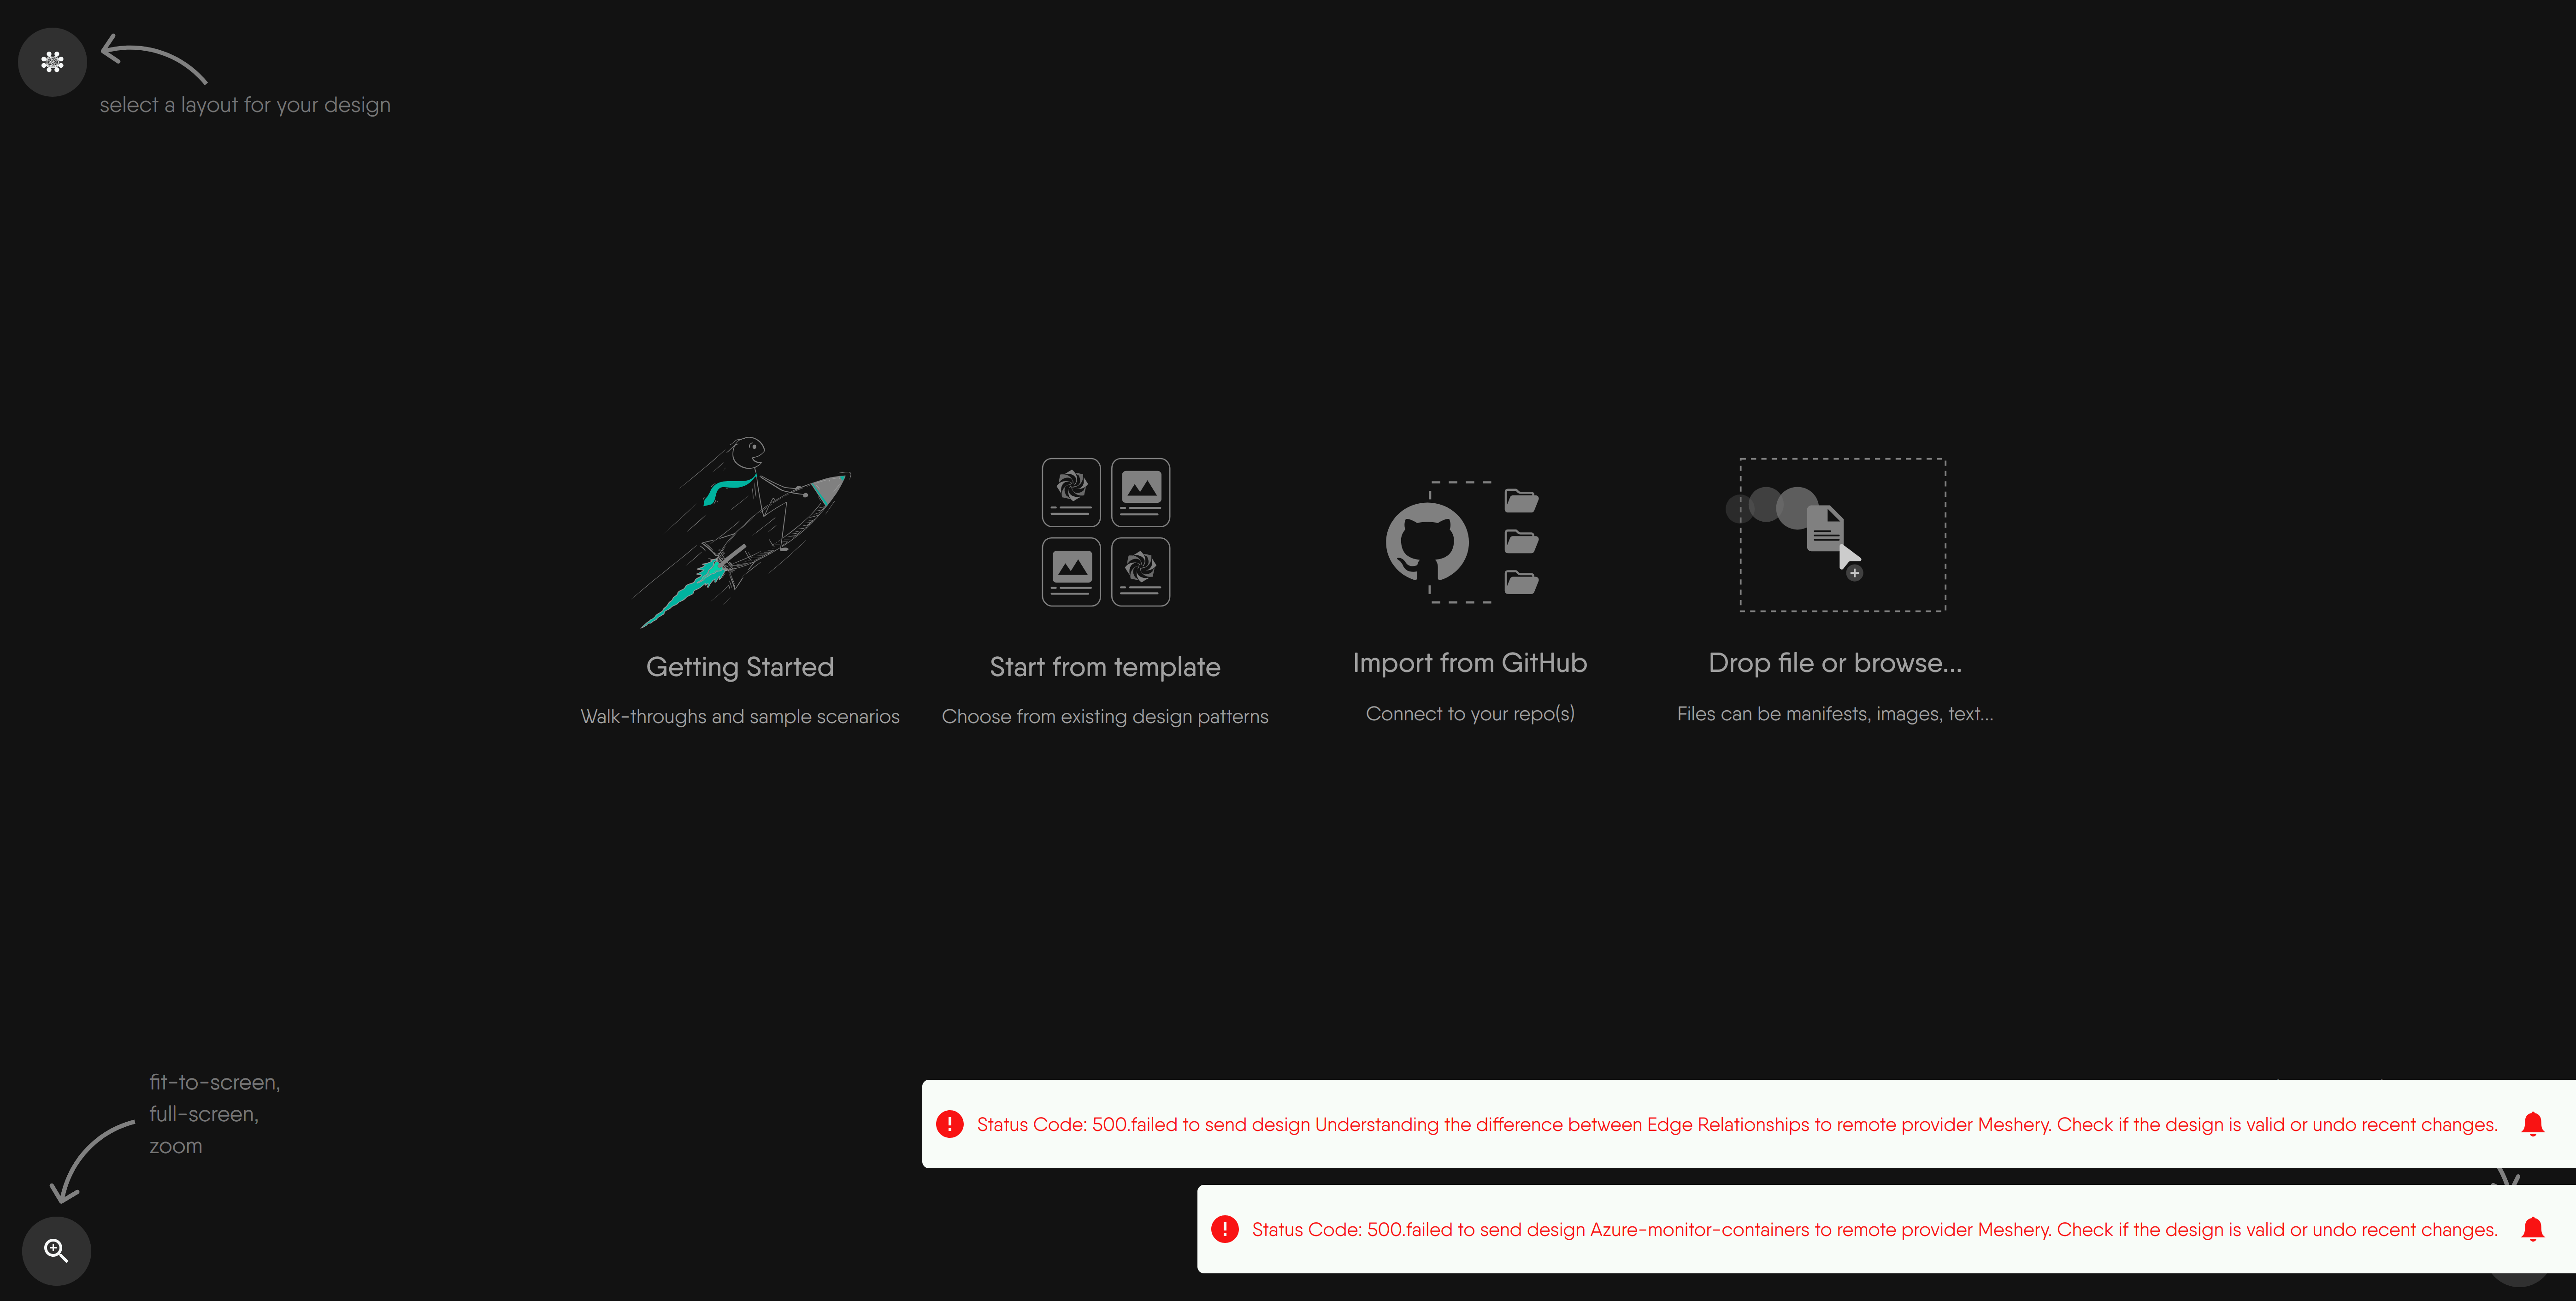 select a layout for your design
Getting Started
Walk-throughs and sample scenarios
Start from template
Choose from existing design patterns
Import from GitHub
Connect to your repo(s)
Drop file or browse...
Files can be manifests, images, text...
fit-to-screen,
full-screen,
zoom
Status Code: 500.failed to send design Understanding the difference between Edge Relationships to remote provider Meshery. Check if the design is valid or undo recent changes.
Status Code: 500.failed to send design Azure-monitor-containers to remote provider Meshery. Check if the design is valid or undo recent changes.